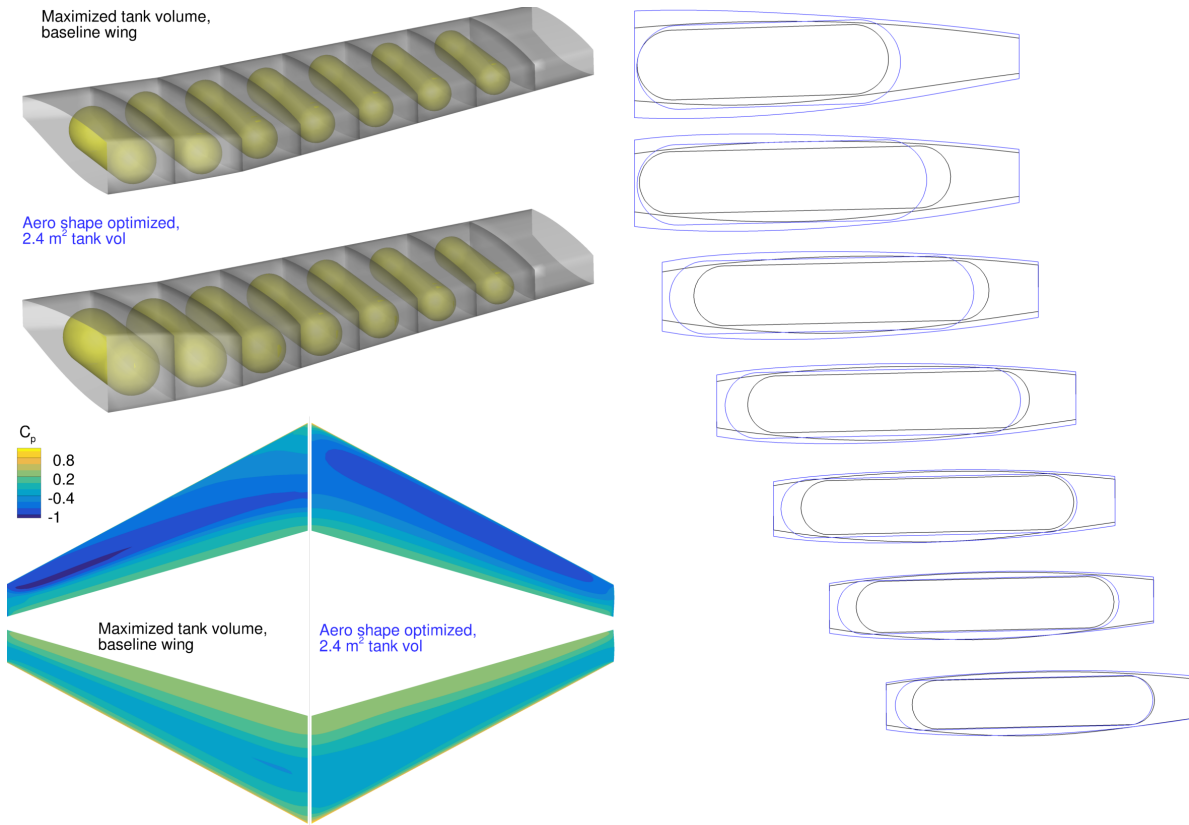 Maximized tank volume,
baseline wing
Aero shape optimized,
2.4 m² tank vol
Cp
0.8
0.2
-0.4
-1
Maximized tank volume,
baseline wing
Aero shape optimized,
2.4 m² tank vol